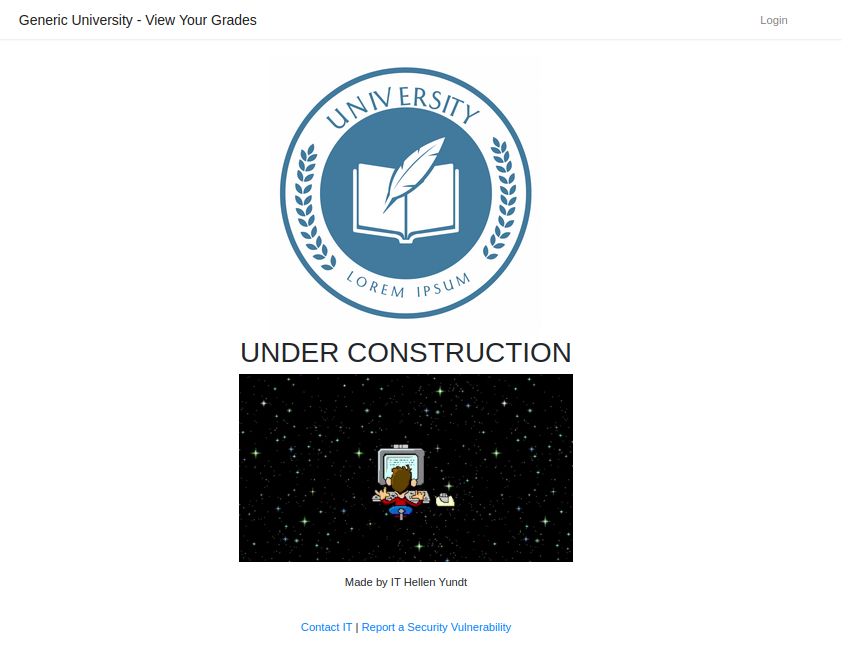 Generic University - View Your Grades
Login
UNIVERSITY
LOREM IPSUM
UNDER CONSTRUCTION
Made by IT Hellen Yundt
Contact IT | Report a Security Vulnerability